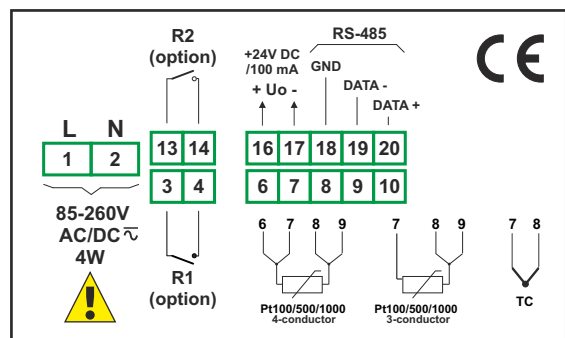 R2
(option)
RS-485
+24V DC
/100 mA
GND
DATA -
DATA +
+ Uo -
L N
1 2
13 14
3 4
16 17 18 19 20
6 7 8 9 10
85-260V
AC/DC
4W
R1
(option)
6 7 8 9
Pt100/500/1000
4-conductor
7 8 9
Pt100/500/1000
3-conductor
7 8
TC
CE